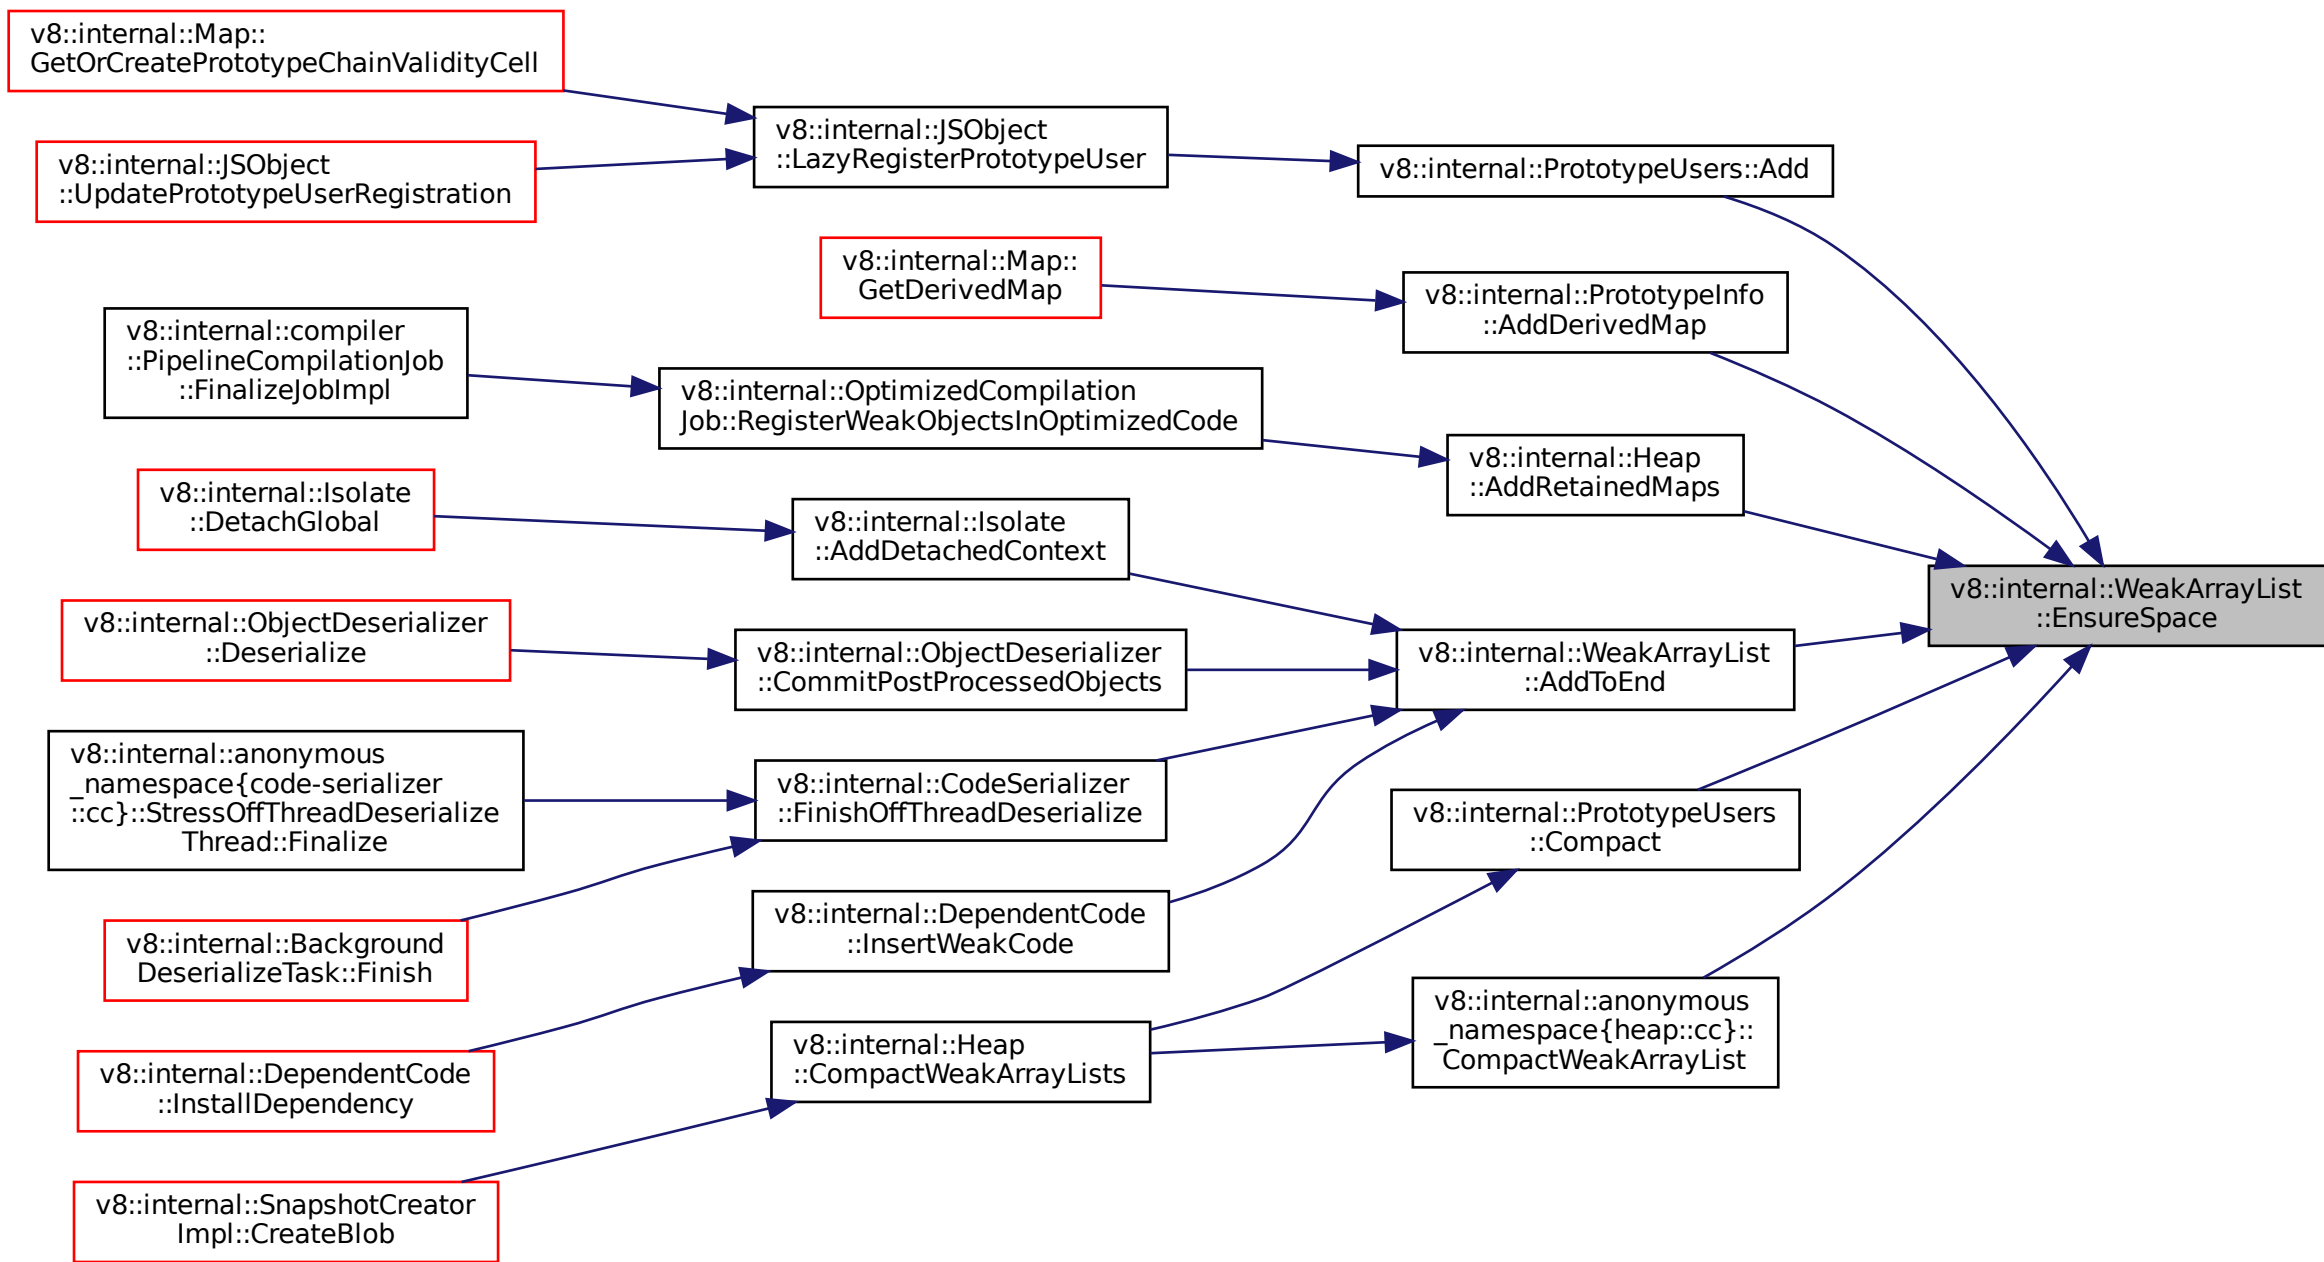 v8::internal::Map::
GetOrCreatePrototypeChainValidityCell
v8::internal::JSObject
::UpdatePrototypeUserRegistration
v8::internal::JSObject
::LazyRegisterPrototypeUser
v8::internal::PrototypeUsers::Add
v8::internal::Map::
GetDerivedMap
v8::internal::PrototypeInfo
::AddDerivedMap
v8::internal::compiler
::PipelineCompilationJob
::FinalizeJobImpl
v8::internal::OptimizedCompilation
Job::RegisterWeakObjectsInOptimizedCode
v8::internal::Heap
::AddRetainedMaps
v8::internal::Isolate
::DetachGlobal
v8::internal::Isolate
::AddDetachedContext
v8::internal::WeakArrayList
::EnsureSpace
v8::internal::ObjectDeserializer
::Deserialize
v8::internal::ObjectDeserializer
::CommitPostProcessedObjects
v8::internal::WeakArrayList
::AddToEnd
v8::internal::anonymous
_namespace{code-serializer
::cc}::StressOffThreadDeserialize
Thread::Finalize
v8::internal::CodeSerializer
::FinishOffThreadDeserialize
v8::internal::PrototypeUsers
::Compact
v8::internal::Background
DeserializeTask::Finish
v8::internal::DependentCode
::InsertWeakCode
v8::internal::anonymous
_namespace{heap::cc}::
CompactWeakArrayList
v8::internal::DependentCode
::InstallDependency
v8::internal::Heap
::CompactWeakArrayLists
v8::internal::SnapshotCreator
Impl::CreateBlob